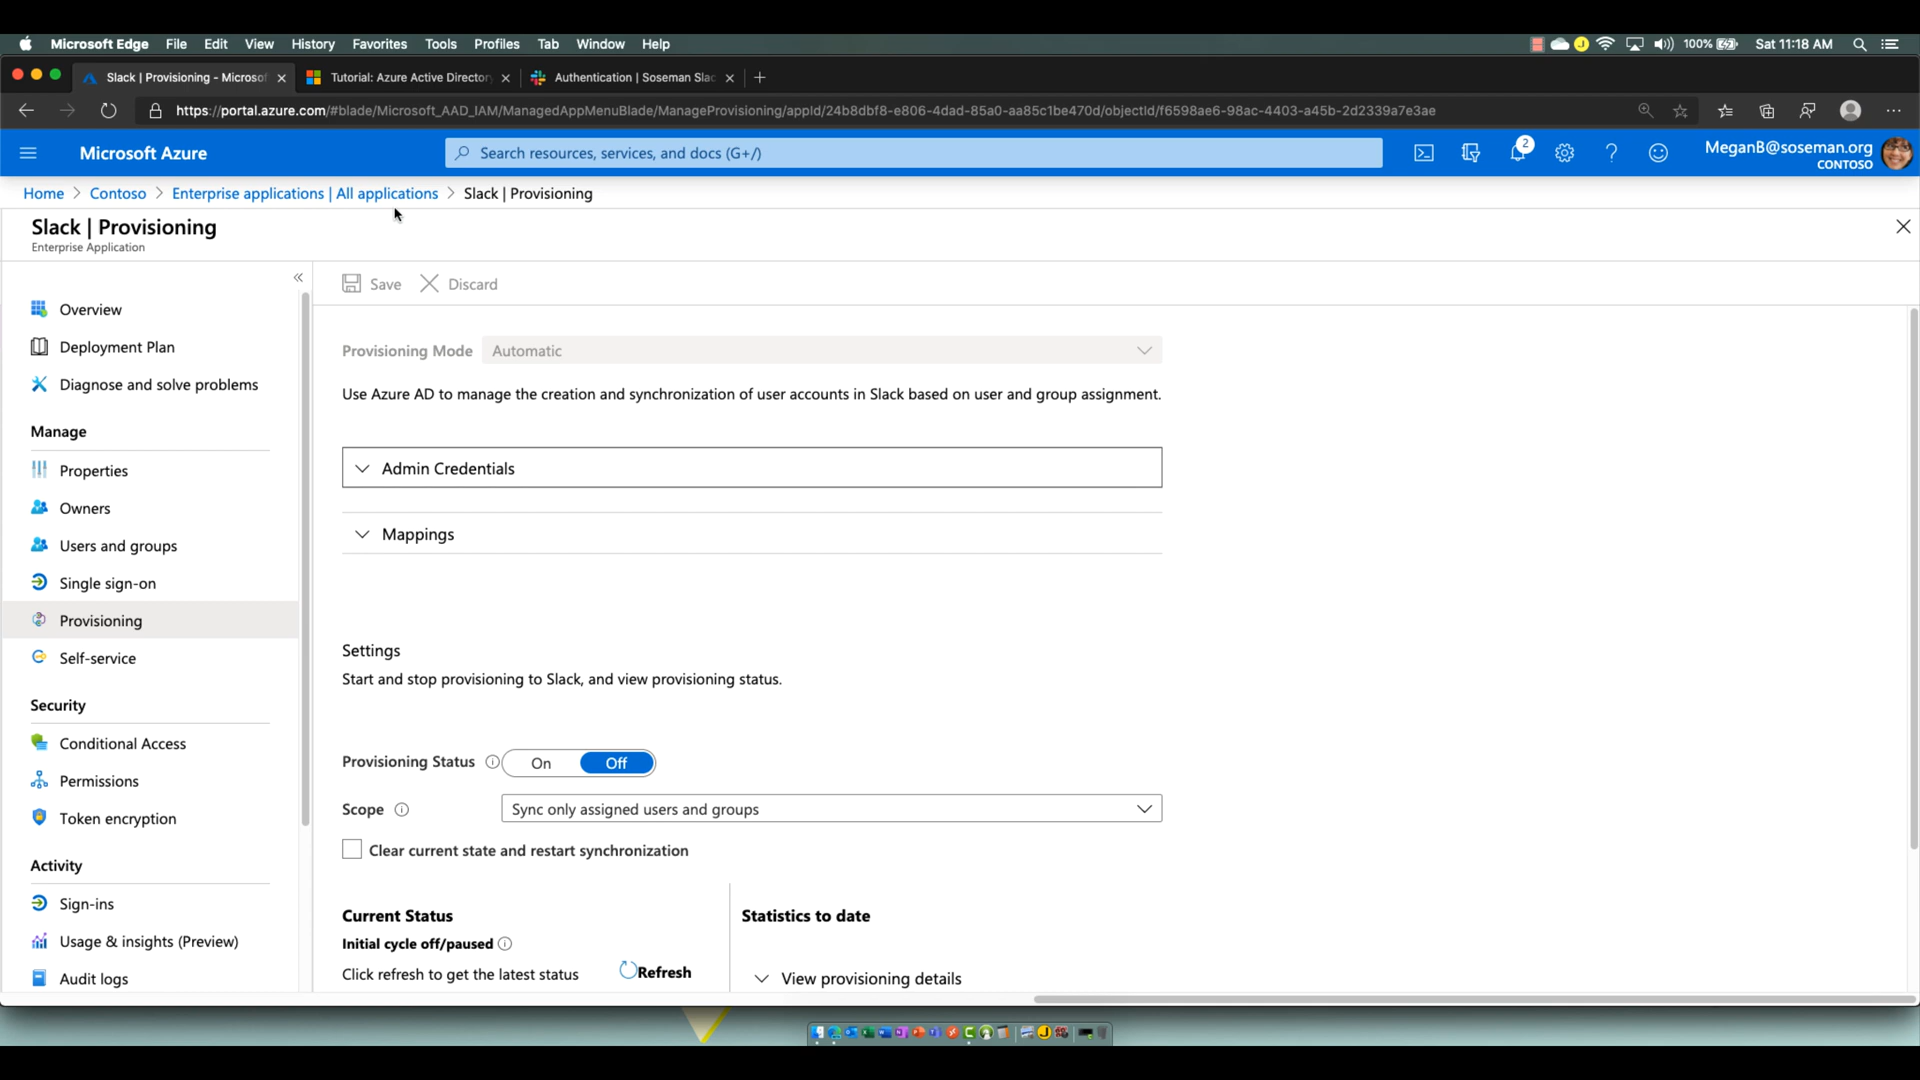 Microsoft Edge File Edit View History Favorites Tools Profiles Tab Window Help 100% Sat 11:18 AM
Slack | Provisioning - Microsof Tutorial: Azure Active Director Authentication | Soseman Slac
https://portal.azure.com/#blade/Microsoft_AAD_IAM/ManagedAppMenuBlade/ManageProvisioning/appId/24b8dbf8-e806-4dad-85a0-aa85c1be470d/objectId/f6598ae6-98ac-4403-a45b-2d2339a7e3ae
Microsoft Azure Search resources, services, and docs (G+/) 2 MeganB@soseman.org
CONTOSO
Home > Contoso > Enterprise applications | All applications > Slack | Provisioning
Slack | Provisioning
Enterprise Application
Save Discard
Overview
Deployment Plan
Diagnose and solve problems
Manage
Properties
Owners
Users and groups
Single sign-on
Provisioning
Self-service
Security
Conditional Access
Permissions
Token encryption
Activity
Sign-ins
Usage & insights (Preview)
Audit logs
Provisioning Mode Automatic
Use Azure AD to manage the creation and synchronization of user accounts in Slack based on user and group assignment.
Admin Credentials
Mappings
Settings
Start and stop provisioning to Slack, and view provisioning status.
Provisioning Status On Off
Scope Sync only assigned users and groups
Clear current state and restart synchronization
Current Status
Initial cycle off/paused
Click refresh to get the latest status Refresh
Statistics to date
View provisioning details